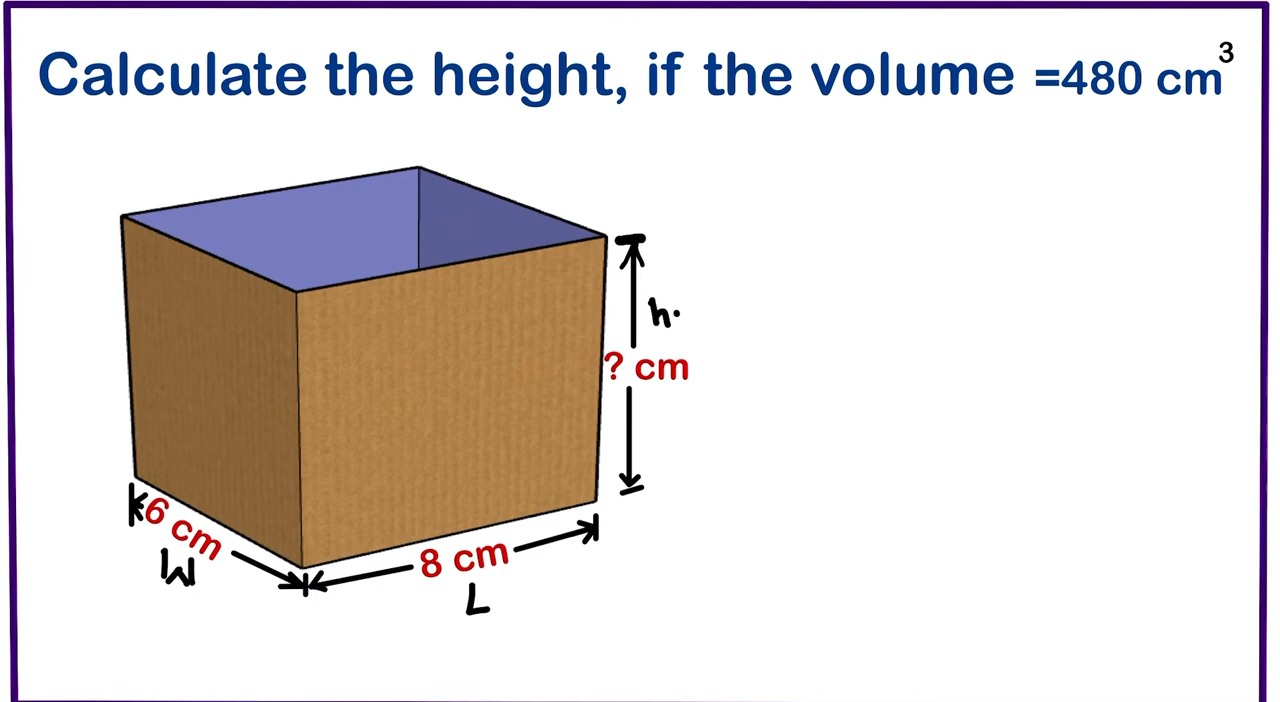 Calculate the height, if the volume =480 cm³
h.
? cm
6 cm
W
8 cm
L